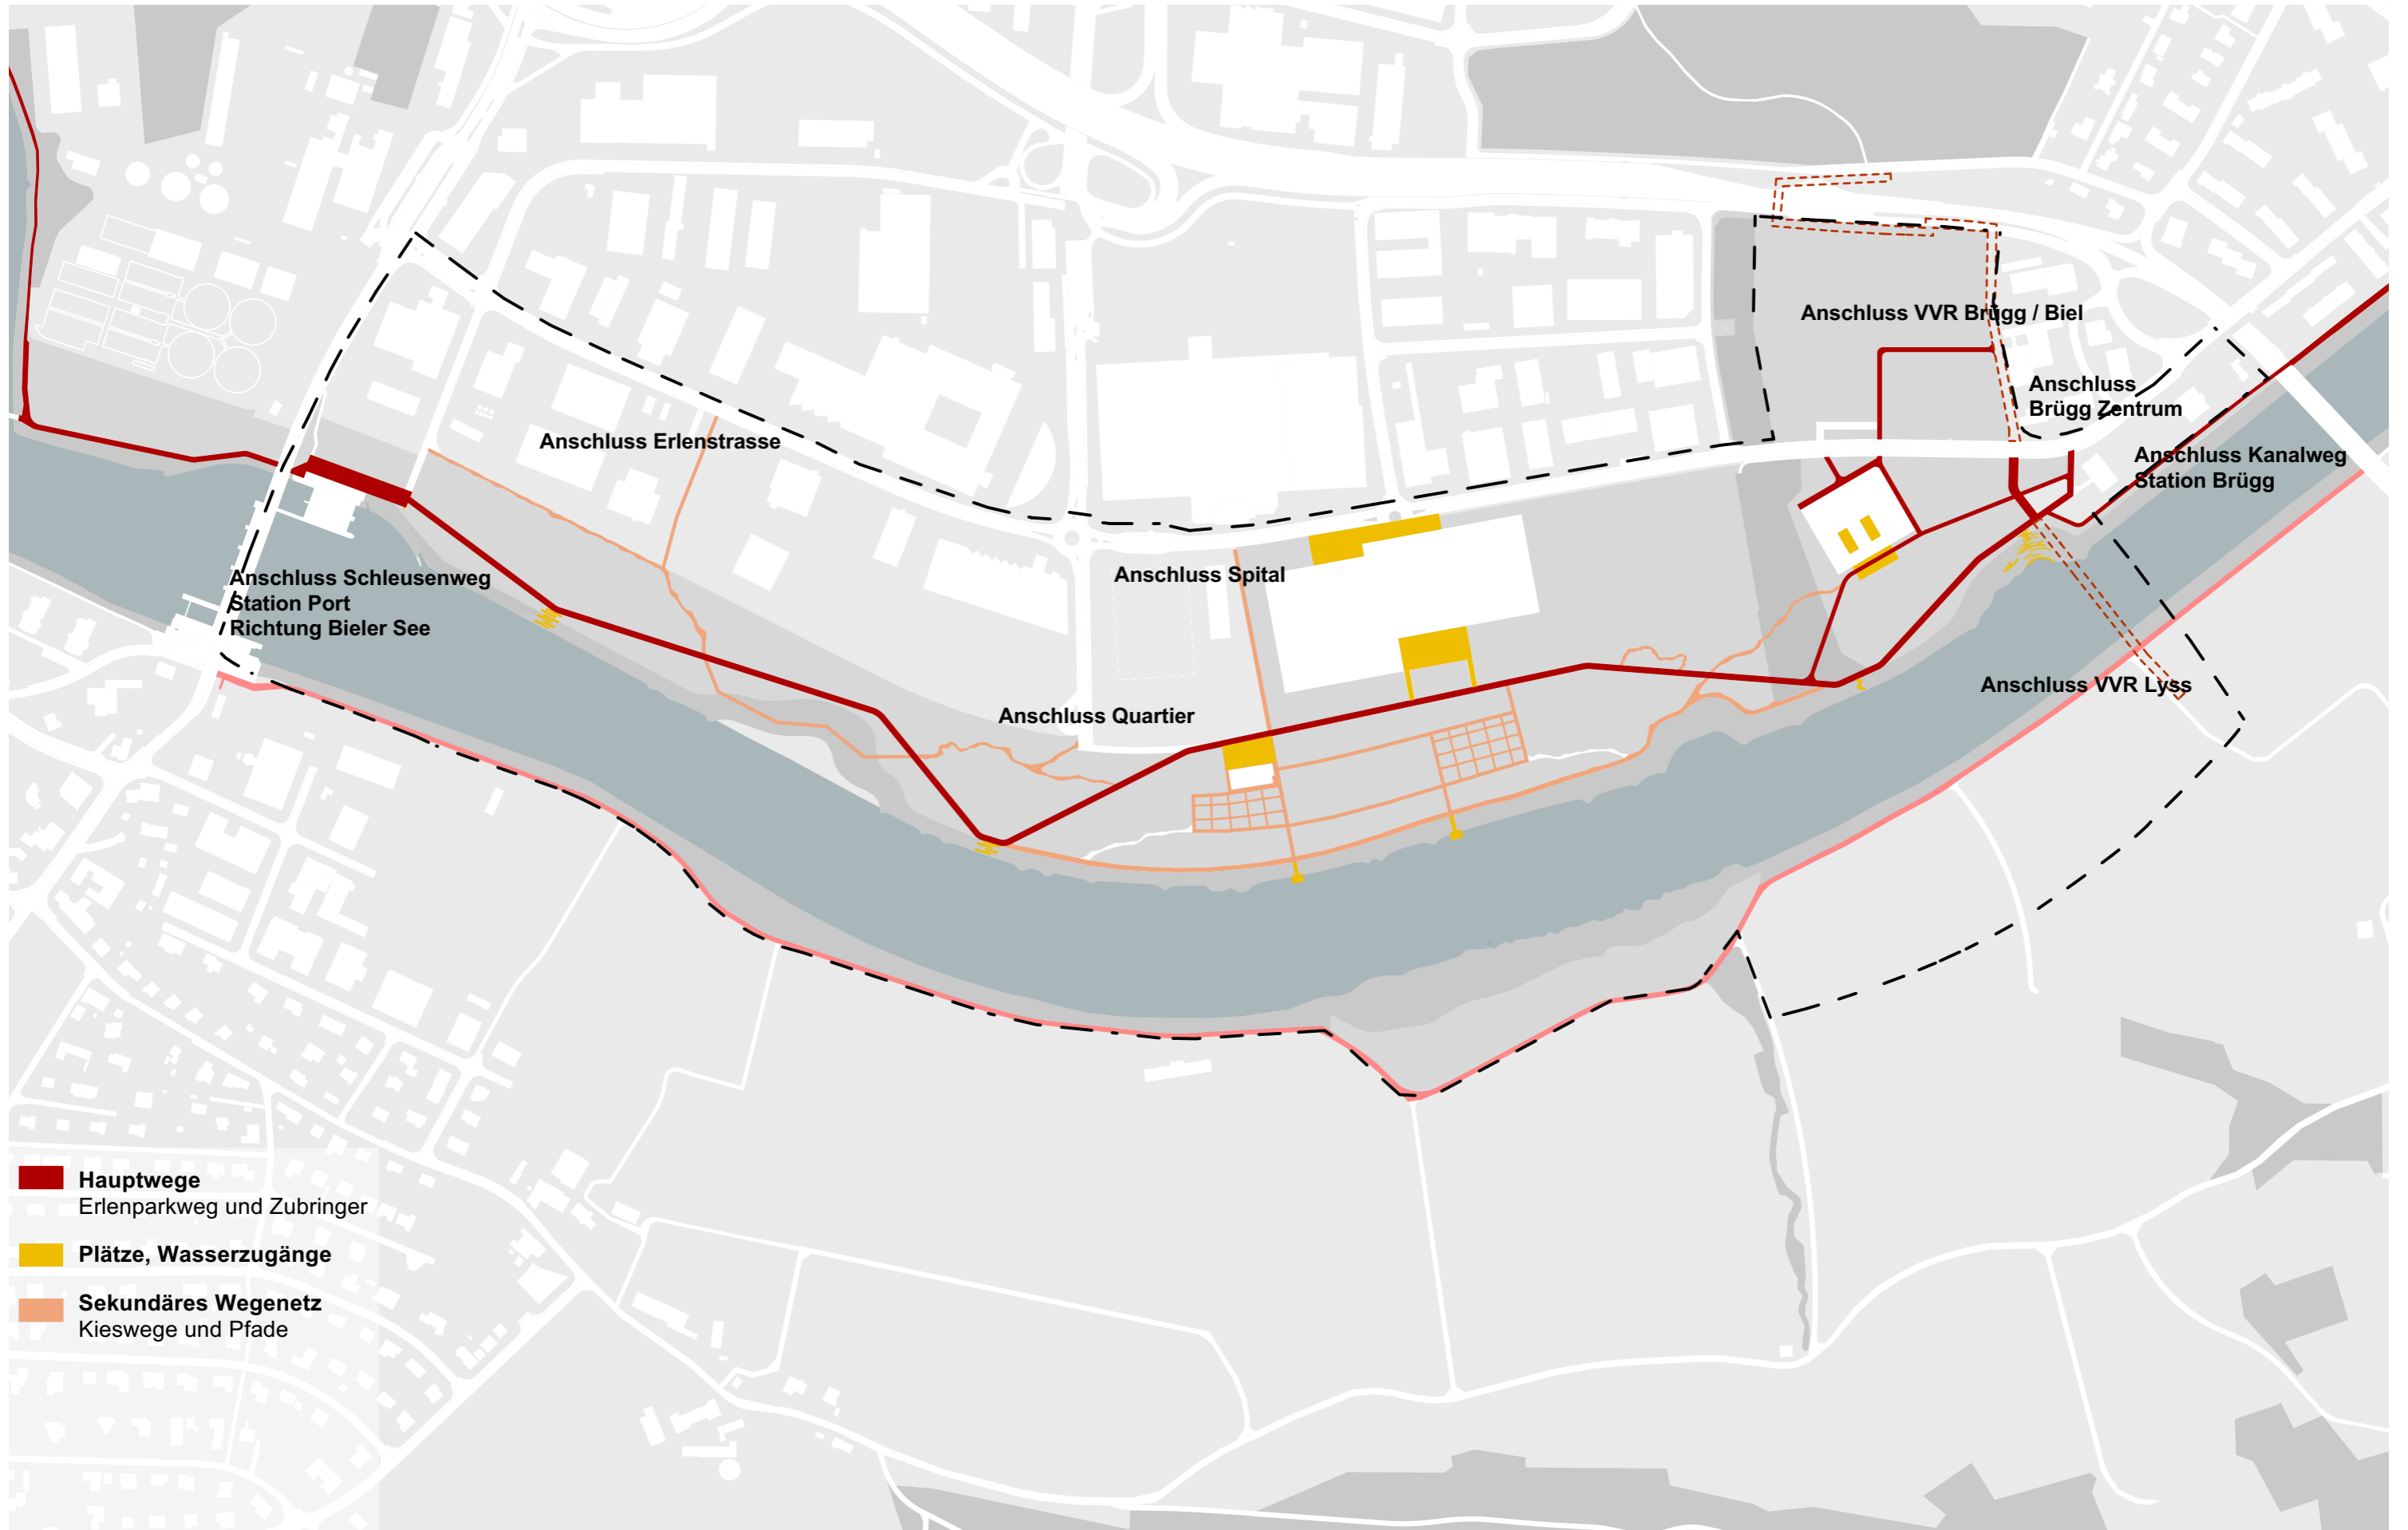 Anschluss VVR Brügg / Biel
Anschluss
Brügg Zentrum
Anschluss Erlenstrasse
Anschluss Kanalweg
Station Brügg
Anschluss Schleusenweg
Station Port
Richtung Bieler See
Anschluss Spital
Anschluss VVR Lyss
Anschluss Quartier
Hauptwege
Erlenparkweg und Zubringer
Plätze, Wasserzugänge
Sekundäres Wegenetz
Kieswege und Pfade